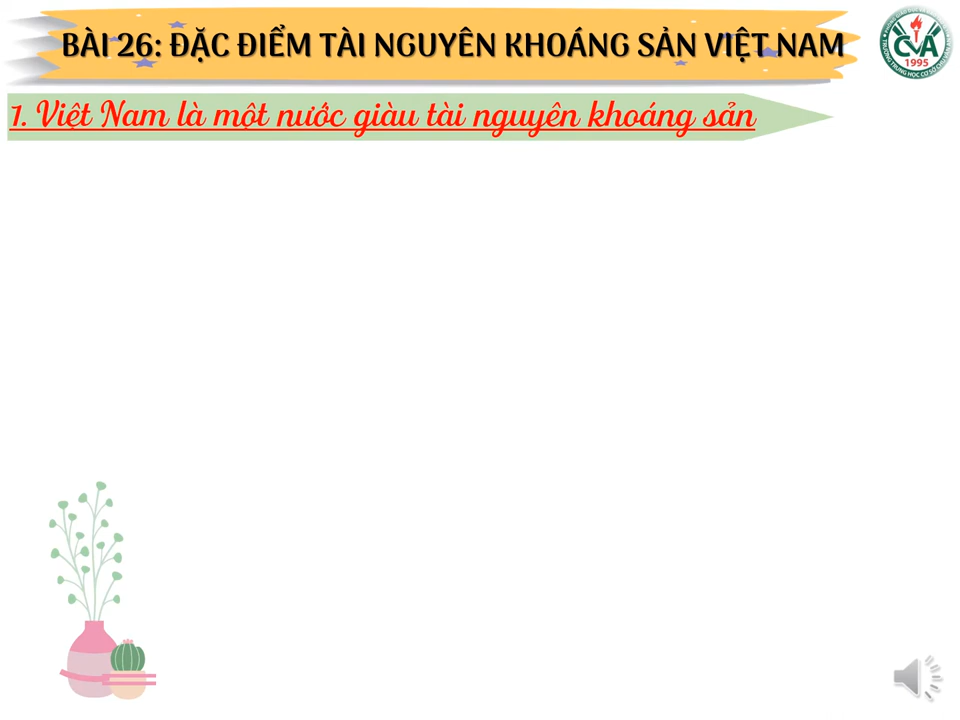 BÀI 26: ĐẶC ĐIỂM TÀI NGUYÊN KHOÁNG SẢN VIỆT NAM
1. Việt Nam là một nước giàu tài nguyên khoáng sản
CVA
1995